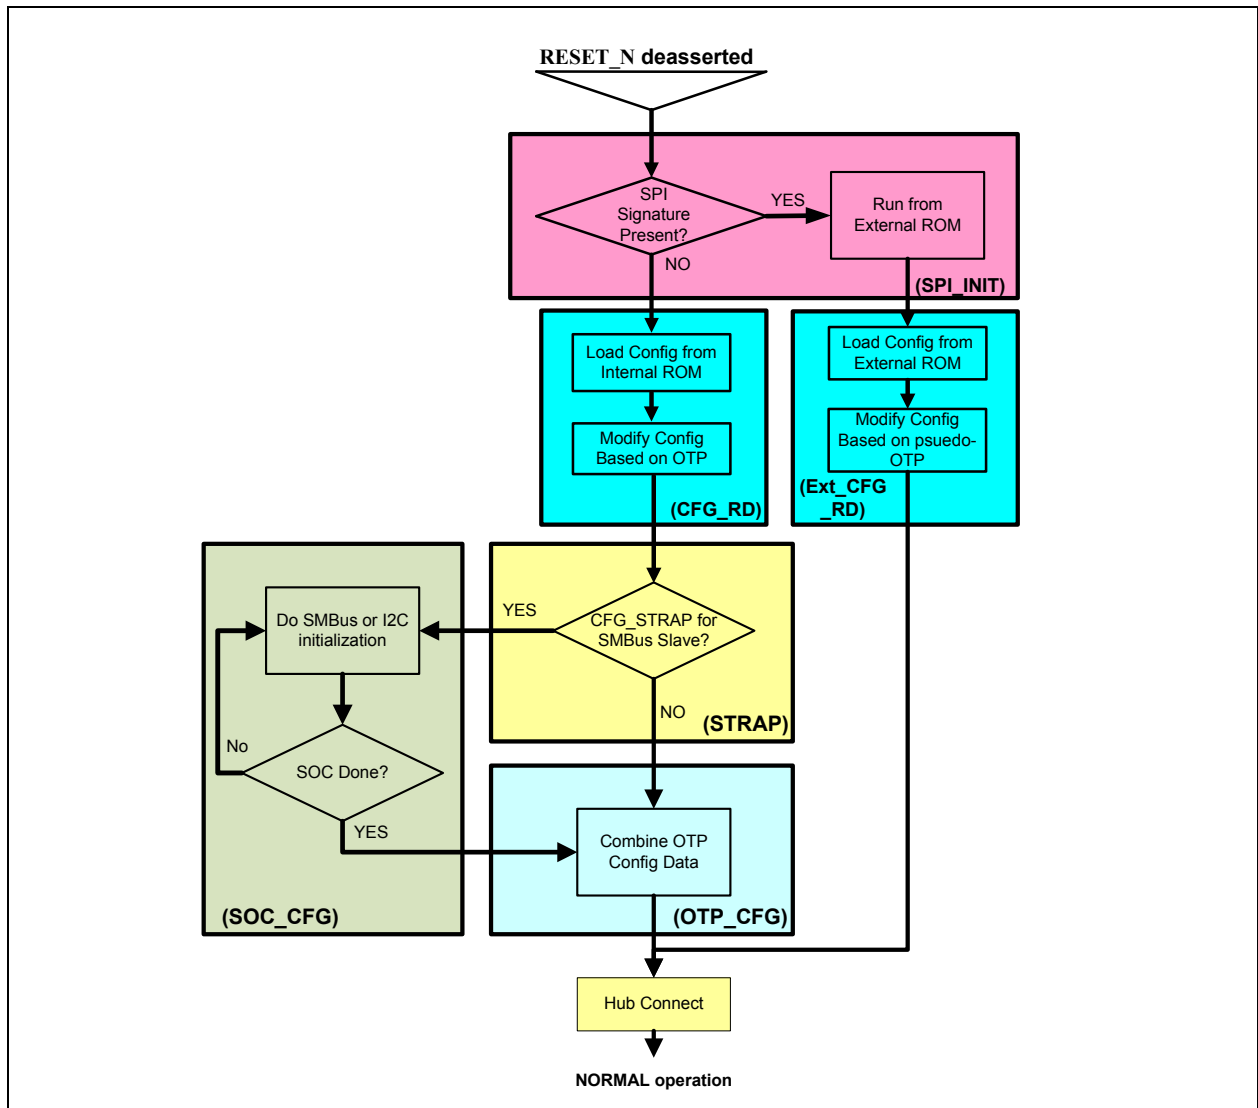 RESET_N deasserted
SPI
Signature
Present?
YES
Run from
External ROM
NO
(SPI_INIT)
Load Config from
Internal ROM
Modify Config
Based on OTP
(CFG_RD)
Load Config from
External ROM
Modify Config
Based on psuedo-
OTP
(Ext_CFG
_RD)
Do SMBus or I2C
initialization
YES
CFG_STRAP for
SMBus Slave?
NO
(STRAP)
No
SOC Done?
YES
(SOC_CFG)
Combine OTP
Config Data
(OTP_CFG)
Hub Connect
NORMAL operation